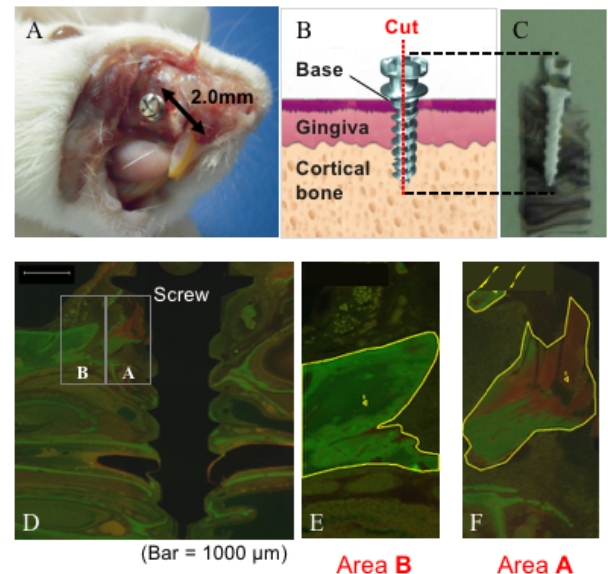 A
2.0mm
B
Cut
Base
Gingiva
Cortical
bone
C
Screw
B
A
D
E
F
(Bar = 1000 μm)
Area B
Area A